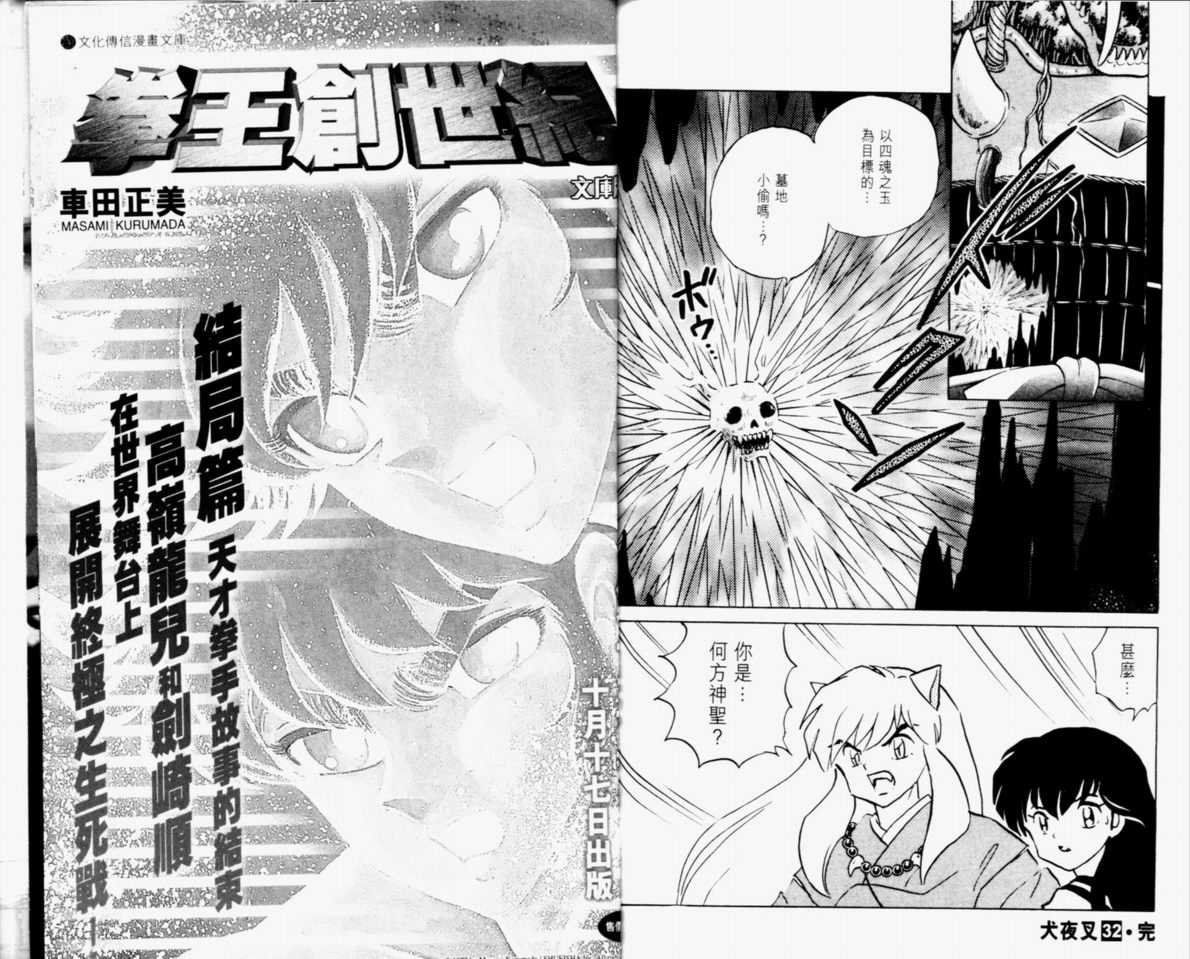 以四魂之玉
為目標的…
墓地
小偷嗎…?
ボゥ…
甚麼…
你是…
何方神聖?
犬夜叉32・完
文化傳信漫畫文庫
拳王創世紀
文庫
車田正美
MASAMI KURUMADA
結局篇 天才拳手故事的結束
高嶺龍兒和劍崎順
在世界舞台上
展開終極之生死戰
十月十七日出版